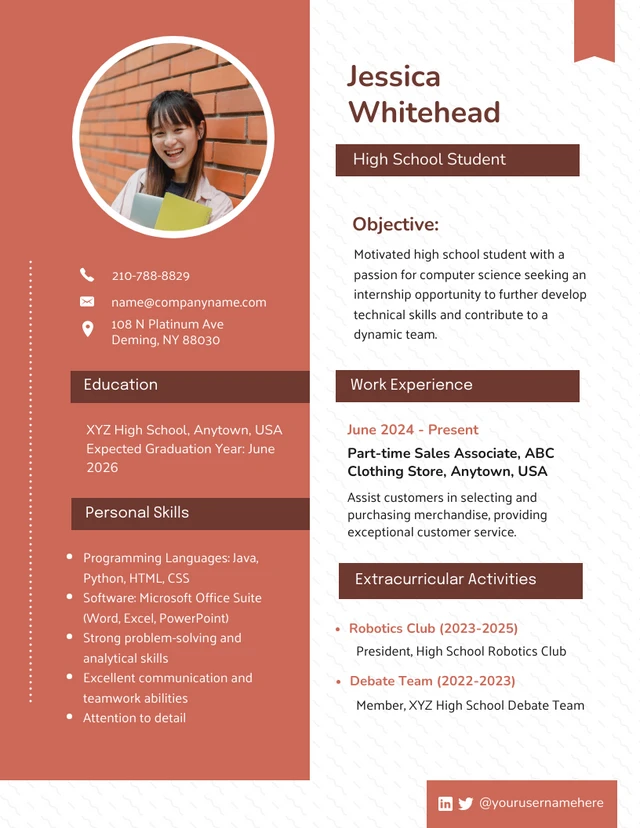 Jessica
Whitehead
High School Student
210-788-8829
name@companyname.com
108 N Platinum Ave
Deming, NY 88030
Education
XYZ High School, Anytown, USA
Expected Graduation Year: June
2026
Personal Skills
Programming Languages: Java,
Python, HTML, CSS
Software: Microsoft Office Suite
(Word, Excel, PowerPoint)
Strong problem-solving and
analytical skills
Excellent communication and
teamwork abilities
Attention to detail
Objective:
Motivated high school student with a
passion for computer science seeking an
internship opportunity to further develop
technical skills and contribute to a
dynamic team.
Work Experience
June 2024 - Present
Part-time Sales Associate, ABC
Clothing Store, Anytown, USA
Assist customers in selecting and
purchasing merchandise, providing
exceptional customer service.
Extracurricular Activities
Robotics Club (2023-2025)
President, High School Robotics Club
Debate Team (2022-2023)
Member, XYZ High School Debate Team
@yourusernamehere